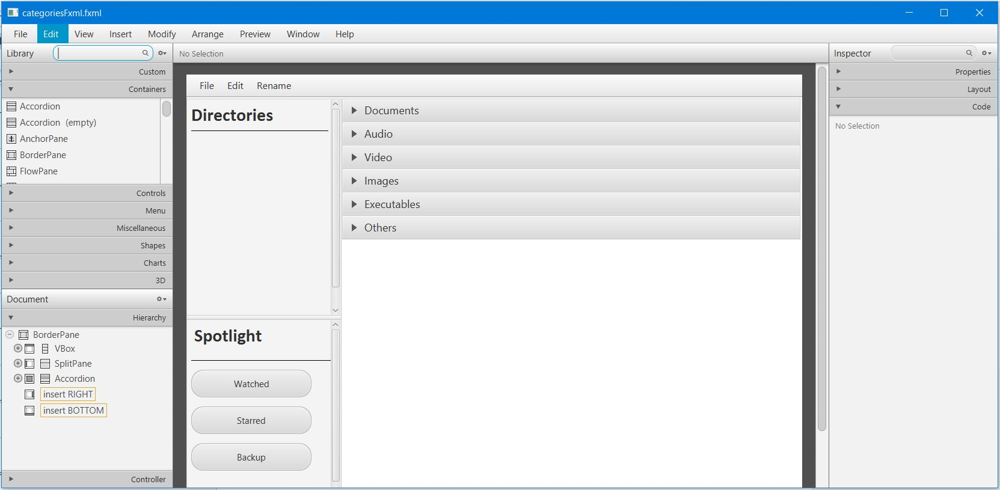 categoriesFxml.fxml
File Edit View Insert Modify Arrange Preview Window Help
Library
Custom
Containers
Accordion
Accordion (empty)
AnchorPane
BorderPane
FlowPane
Controls
Menu
Miscellaneous
Shapes
Charts
3D
Document
Hierarchy
BorderPane
VBox
SplitPane
Accordion
insert RIGHT
insert BOTTOM
Controller
No Selection
File Edit Rename
Directories
Spotlight
Watched
Starred
Backup
Documents
Audio
Video
Images
Executables
Others
Inspector
Properties
Layout
Code
No Selection